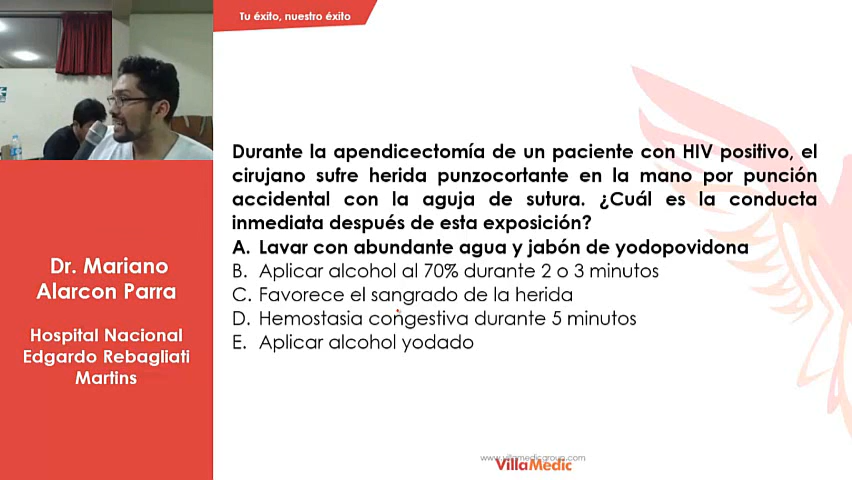 Tu éxito, nuestro éxito
Durante la apendicectomía de un paciente con HIV positivo, el
cirujano sufre herida punzocortante en la mano por punción
accidental con la aguja de sutura. ¿Cuál es la conducta
inmediata después de esta exposición?
A. Lavar con abundante agua y jabón de yodopovidona
B. Aplicar alcohol al 70% durante 2 o 3 minutos
C. Favorece el sangrado de la herida
D. Hemostasia congestiva durante 5 minutos
E. Aplicar alcohol yodado
Dr. Mariano
Alarcon Parra
Hospital Nacional
Edgardo Rebagliati
Martins
www.villamedicgroup.com
VillaMedic